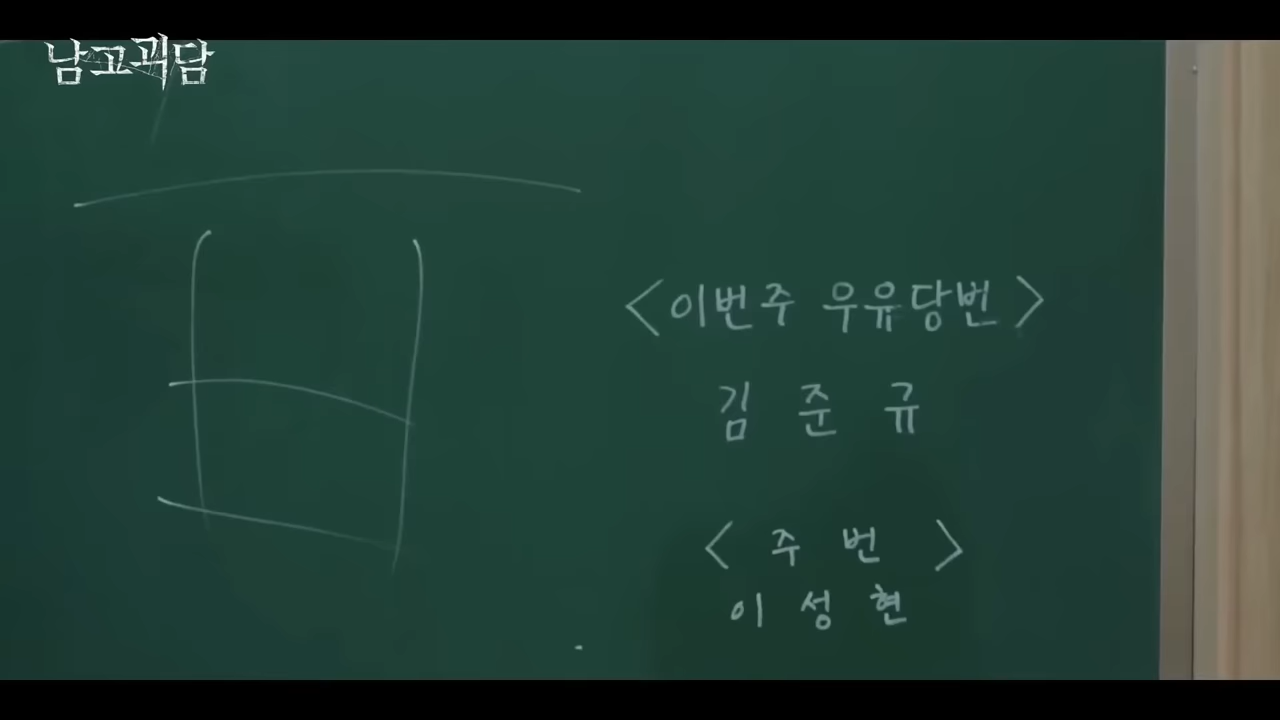 남고괴담
<이번주 우유당번>
김 준 규
< 주 번 >
이 성 현